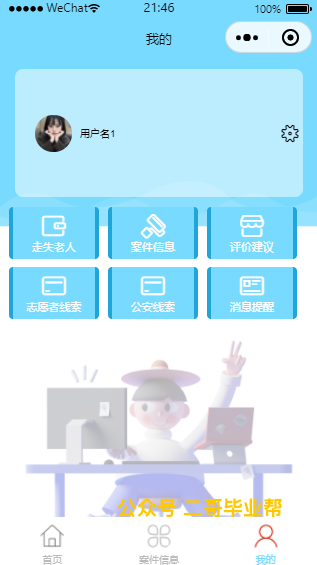 WeChat 21:46 100%
我的
用户名1
走失老人 案件信息 评价建议
志愿者线索 公安线索 消息提醒
公众号 二哥毕业帮
首页 案件信息 我的